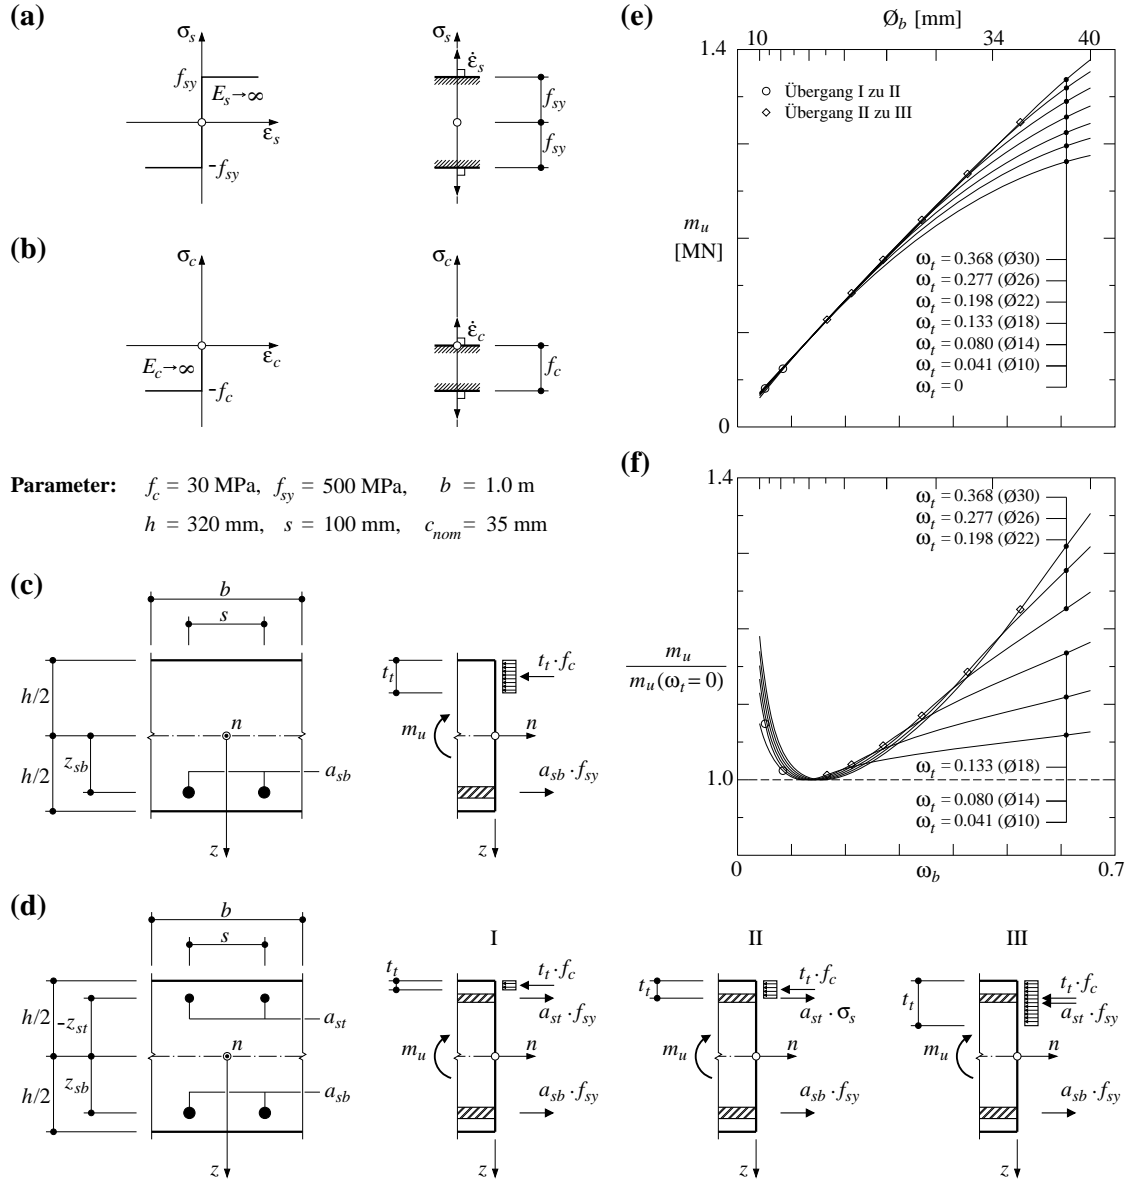 (a)
σs
fsy
Es→∞
εs
-fsy
σs
ε̇s
fsy
fsy
(b)
σc
εc
Ec→∞
-fc
σc
ε̇c
fc
Parameter: fc = 30 MPa, fsy = 500 MPa, b = 1.0 m
h = 320 mm, s = 100 mm, cnom = 35 mm
(c)
b
s
h/2
h/2
zsb
n
asb
z
tt
tt·fc
mu
n
asb·fsy
z
(d)
b
s
h/2
h/2
-zst
zsb
ast
n
asb
z
I
tt
tt·fc
ast·fsy
mu
n
asb·fsy
z
II
tt
tt·fc
ast·σs
mu
n
asb·fsy
z
III
tt
tt·fc
ast·fsy
mu
n
asb·fsy
z
(e)
Øb [mm]
10
34
40
1.4
Übergang I zu II
Übergang II zu III
mu
[MN]
ωt = 0.368 (Ø30)
ωt = 0.277 (Ø26)
ωt = 0.198 (Ø22)
ωt = 0.133 (Ø18)
ωt = 0.080 (Ø14)
ωt = 0.041 (Ø10)
ωt = 0
0
(f)
1.4
ωt = 0.368 (Ø30)
ωt = 0.277 (Ø26)
ωt = 0.198 (Ø22)
mu
mu(ωt=0)
1.0
ωt = 0.133 (Ø18)
ωt = 0.080 (Ø14)
ωt = 0.041 (Ø10)
0
ωb
0.7